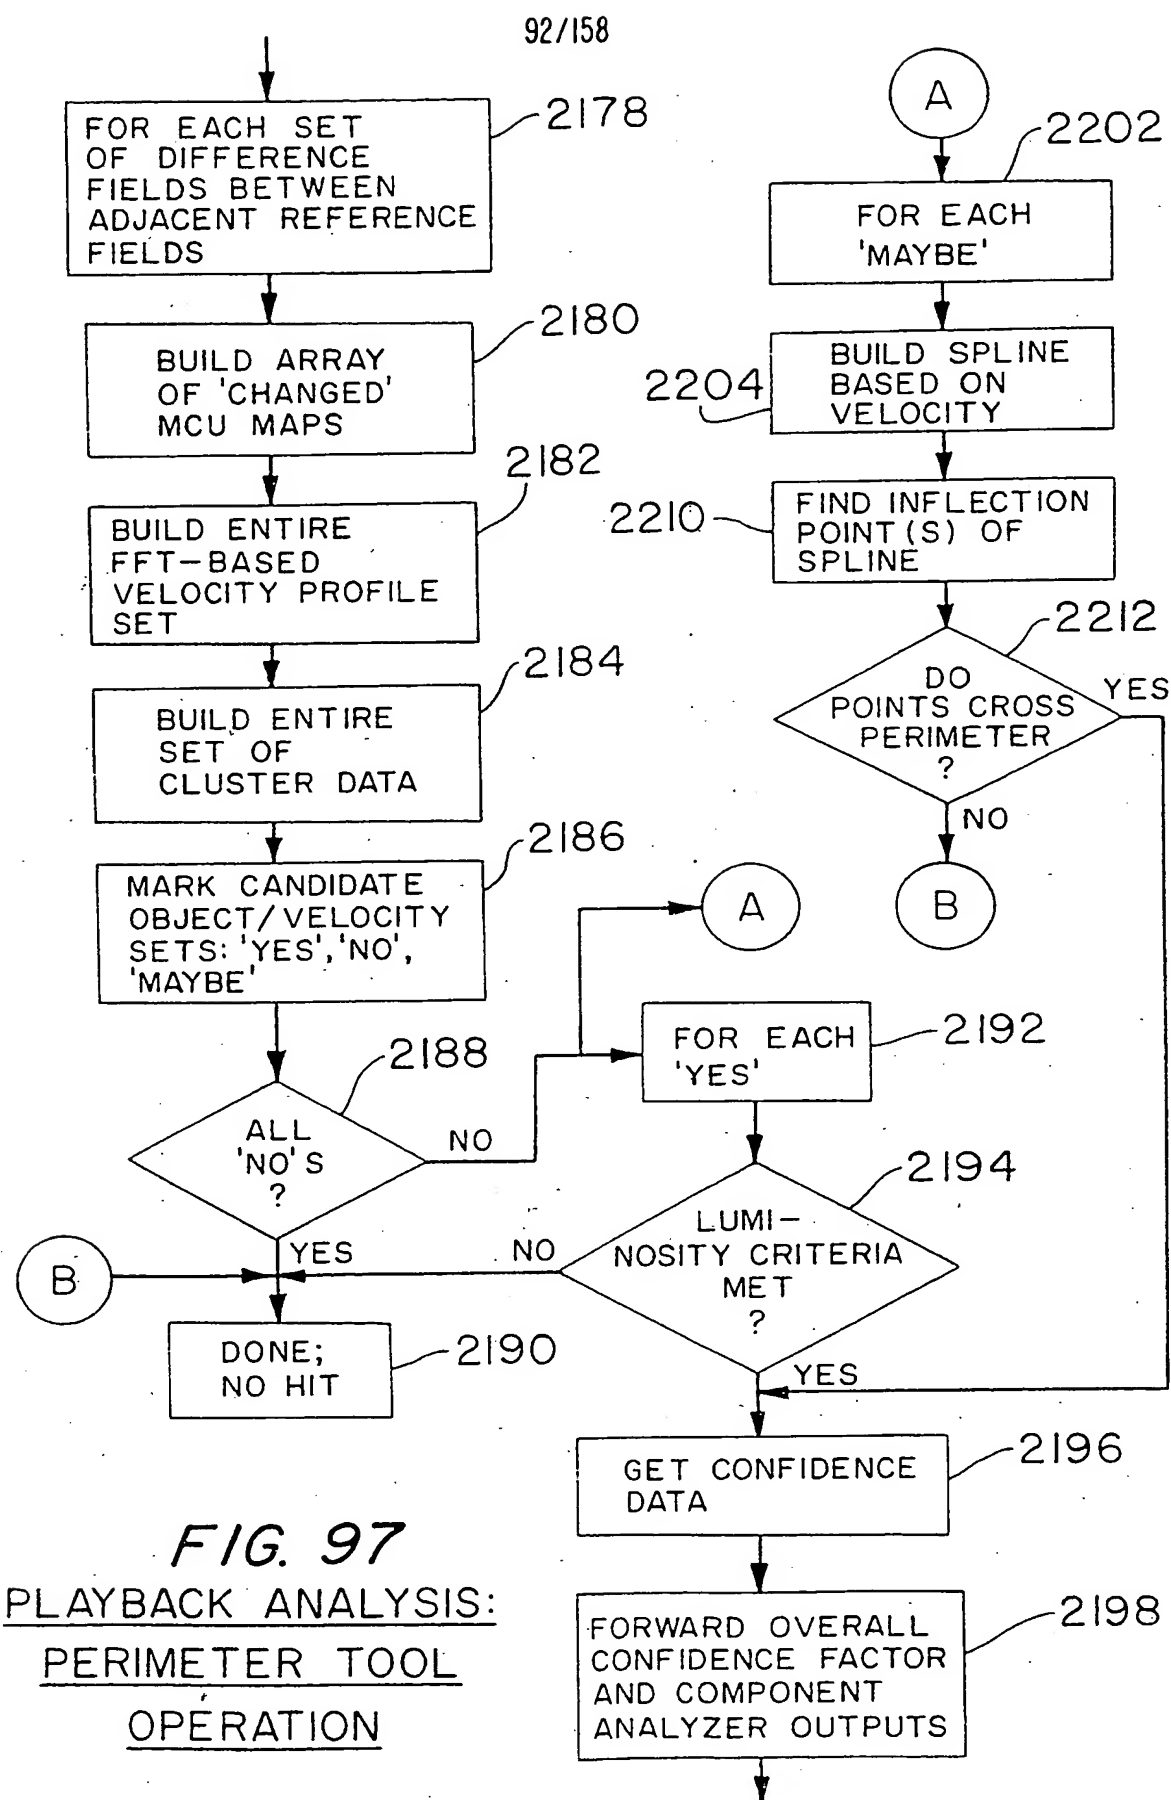 92/158
FOR EACH SET
OF DIFFERENCE
FIELDS BETWEEN
ADJACENT REFERENCE
FIELDS
2178
BUILD ARRAY
OF 'CHANGED'
MCU MAPS
2180
BUILD ENTIRE
FFT-BASED
VELOCITY PROFILE
SET
2182
BUILD ENTIRE
SET OF
CLUSTER DATA
2184
MARK CANDIDATE
OBJECT/VELOCITY
SETS: 'YES', 'NO',
'MAYBE'
2186
ALL
'NO'S
?
2188
NO
YES
B
DONE;
NO HIT
2190
A
FOR EACH
'YES'
2192
LUMI-
NOSITY CRITERIA
MET
?
2194
NO
YES
A
FOR EACH
'MAYBE'
2202
BUILD SPLINE
BASED ON
VELOCITY
2204
FIND INFLECTION
POINT(S) OF
SPLINE
2210
DO
POINTS CROSS
PERIMETER
?
2212
YES
NO
B
GET CONFIDENCE
DATA
2196
FORWARD OVERALL
CONFIDENCE FACTOR
AND COMPONENT
ANALYZER OUTPUTS
2198
FIG. 97
PLAYBACK ANALYSIS:
PERIMETER TOOL
OPERATION